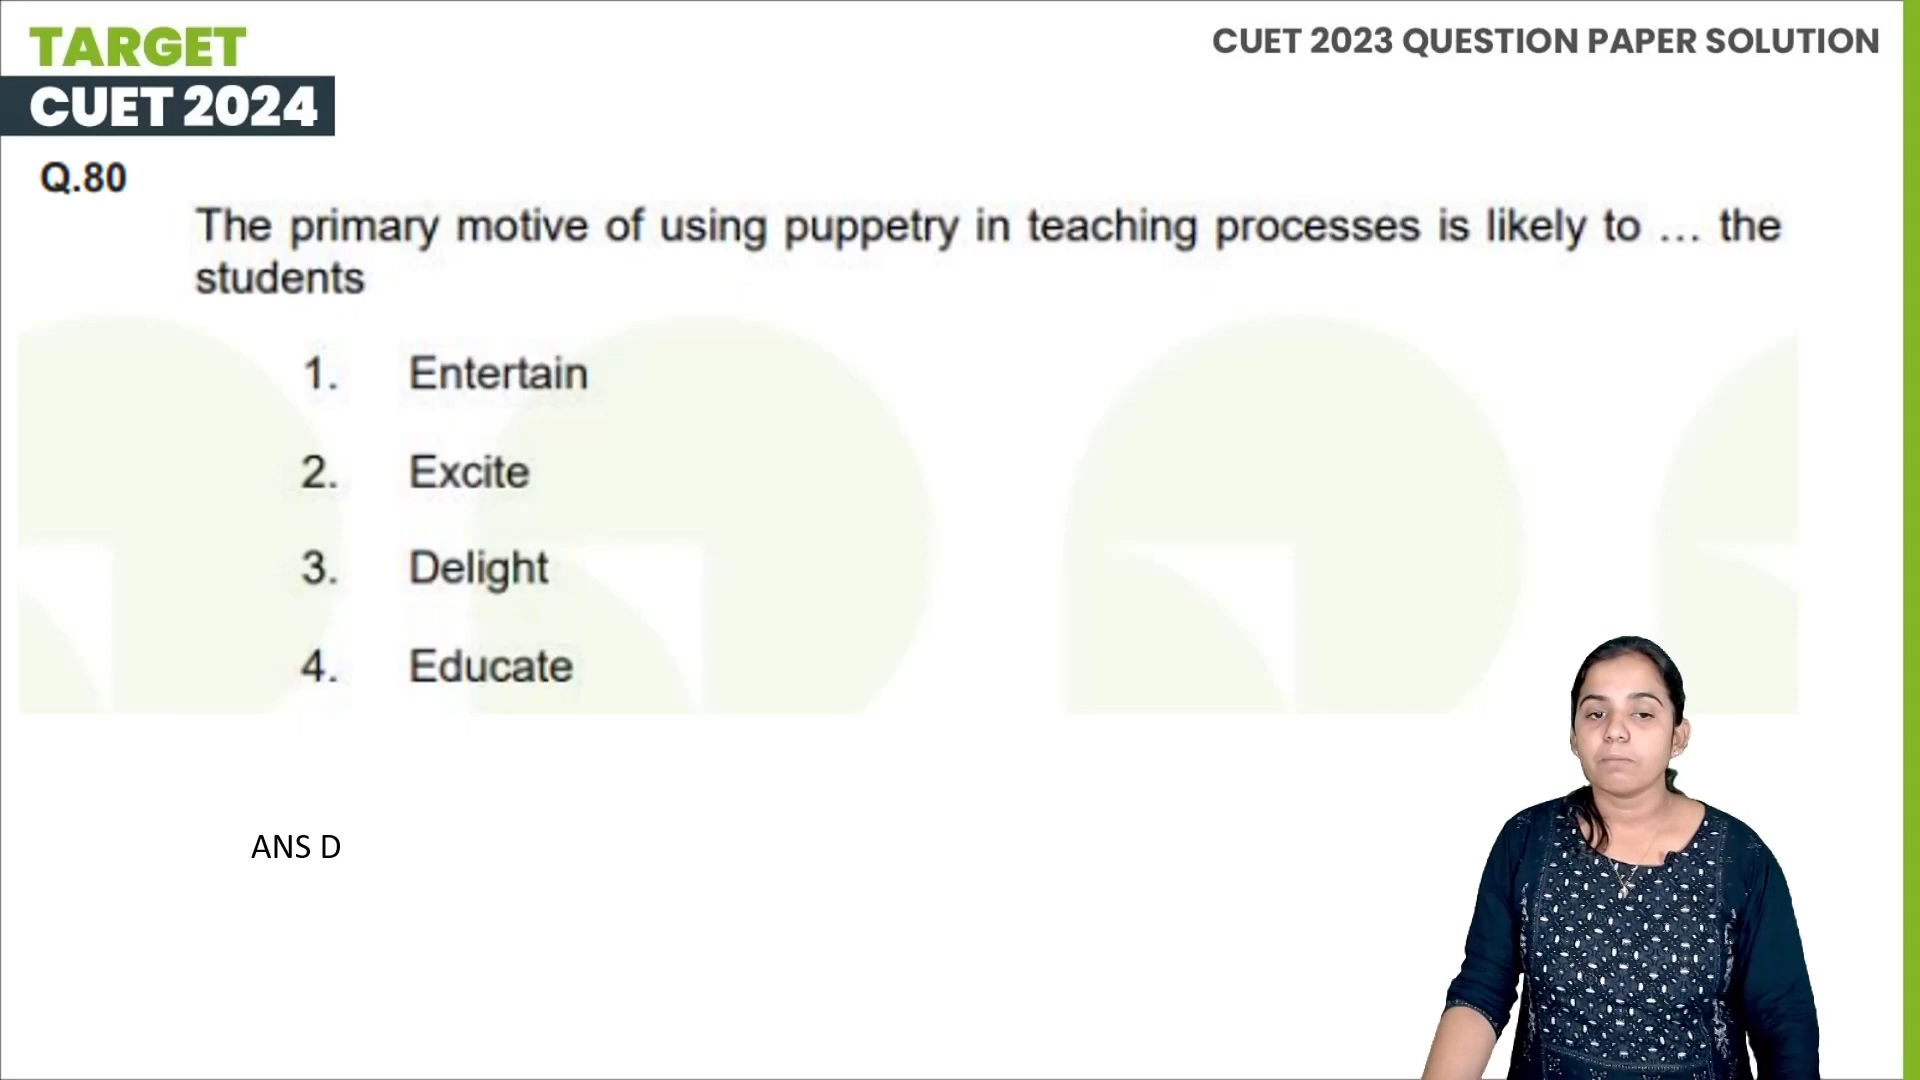 TARGET
CUET 2024
CUET 2023 QUESTION PAPER SOLUTION
Q.80
The primary motive of using puppetry in teaching processes is likely to ... the
students
1. Entertain
2. Excite
3. Delight
4. Educate
ANS D